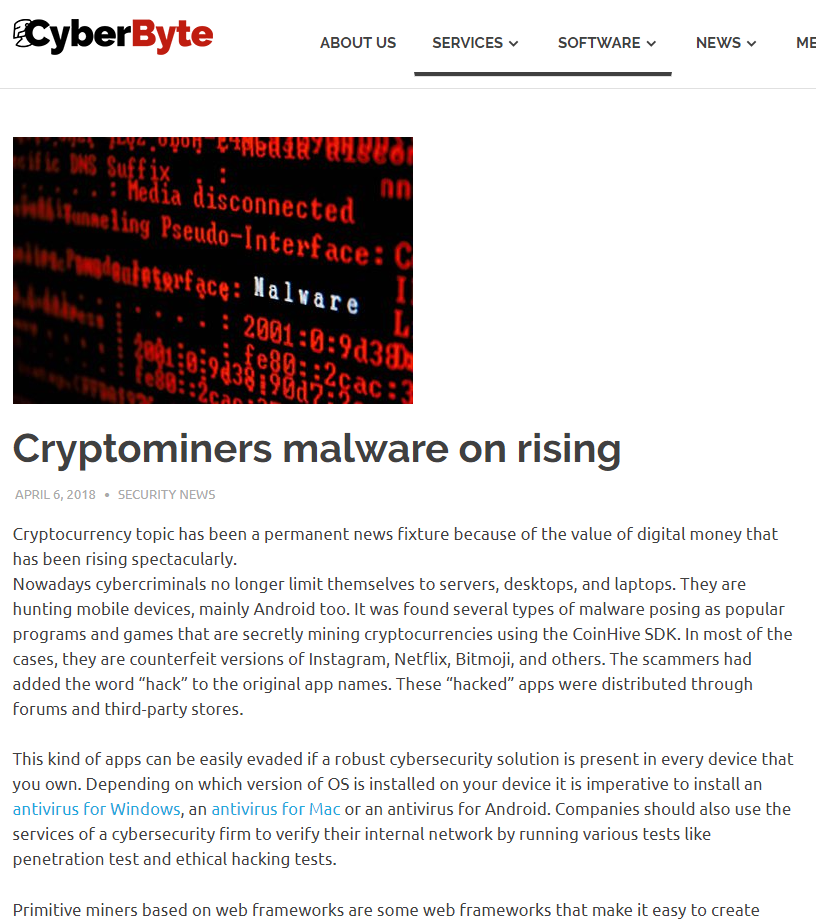 CyberByte
ABOUT US SERVICES SOFTWARE NEWS ME
Media disconnected
DNS Suffix . :
: Media disconnected
Tunneling Pseudo-Interface:
Interface: Malware
. . . . : 2001:0:9d38
fe80::2cac:3
2001:0:9d38:90d7:2
fe80::2cac:
Cryptominers malware on rising
APRIL 6, 2018 • SECURITY NEWS
Cryptocurrency topic has been a permanent news fixture because of the value of digital money that
has been rising spectacularly.
Nowadays cybercriminals no longer limit themselves to servers, desktops, and laptops. They are
hunting mobile devices, mainly Android too. It was found several types of malware posing as popular
programs and games that are secretly mining cryptocurrencies using the CoinHive SDK. In most of the
cases, they are counterfeit versions of Instagram, Netflix, Bitmoji, and others. The scammers had
added the word “hack” to the original app names. These “hacked” apps were distributed through
forums and third-party stores.
This kind of apps can be easily evaded if a robust cybersecurity solution is present in every device that
you own. Depending on which version of OS is installed on your device it is imperative to install an
antivirus for Windows, an antivirus for Mac or an antivirus for Android. Companies should also use the
services of a cybersecurity firm to verify their internal network by running various tests like
penetration test and ethical hacking tests.
Primitive miners based on web frameworks are some web frameworks that make it easy to create